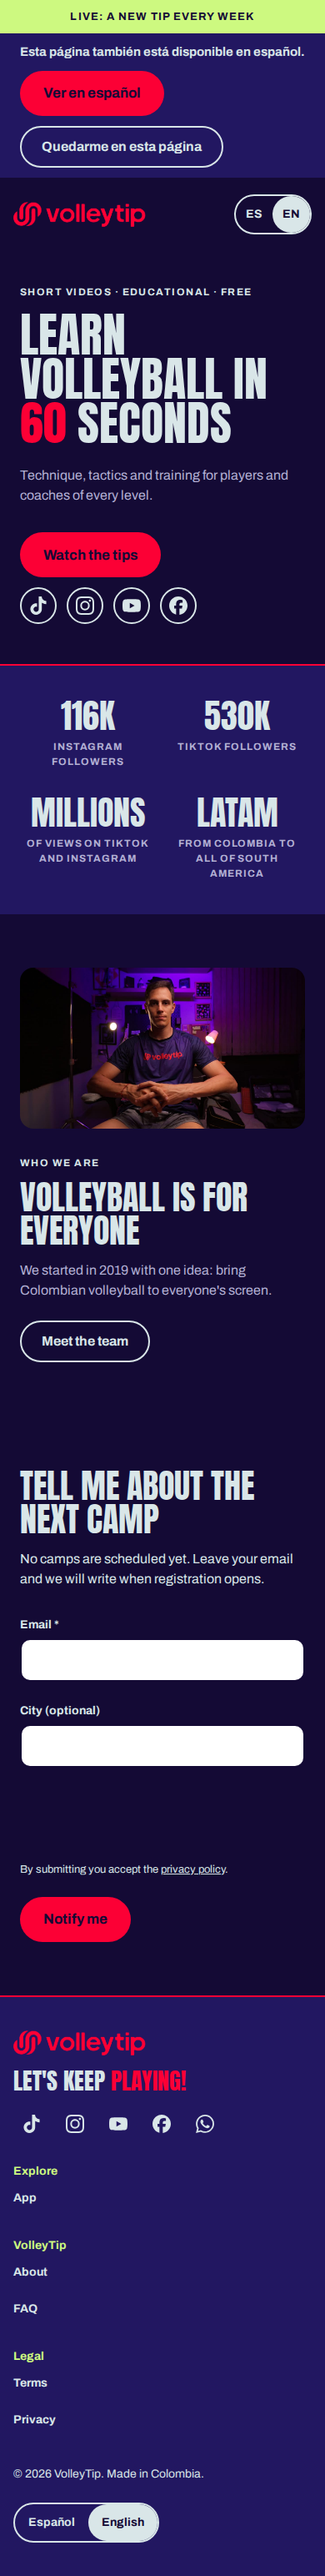 LIVE: A NEW TIP EVERY WEEK
Esta página también está disponible en español.
Ver en español
Quedarme en esta página
volleytip
ES EN
SHORT VIDEOS · EDUCATIONAL · FREE
LEARN
VOLLEYBALL IN
60 SECONDS
Technique, tactics and training for players and
coaches of every level.
Watch the tips
116K
INSTAGRAM
FOLLOWERS
530K
TIKTOK FOLLOWERS
MILLIONS
OF VIEWS ON TIKTOK
AND INSTAGRAM
LATAM
FROM COLOMBIA TO
ALL OF SOUTH
AMERICA
volleytips
WHO WE ARE
VOLLEYBALL IS FOR
EVERYONE
We started in 2019 with one idea: bring
Colombian volleyball to everyone's screen.
Meet the team
TELL ME ABOUT THE
NEXT CAMP
No camps are scheduled yet. Leave your email
and we will write when registration opens.
Email *
City (optional)
By submitting you accept the privacy policy.
Notify me
volleytip
LET'S KEEP PLAYING!
Explore
App
VolleyTip
About
FAQ
Legal
Terms
Privacy
© 2026 VolleyTip. Made in Colombia.
Español English